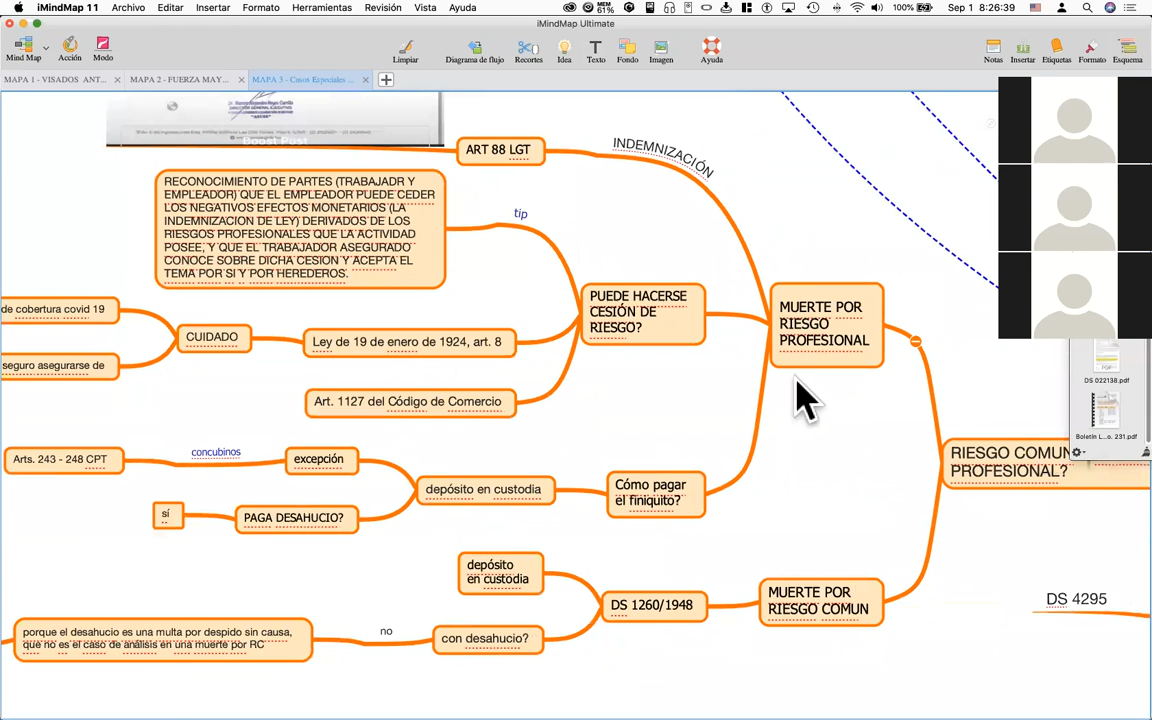 iMindMap 11 Archivo Editar Insertar Formato Herramientas Revisión Vista Ayuda MEM 61% 100% Sep 1 8:26:39
iMindMap Ultimate
Mind Map Acción Modo Limpiar Diagrama de flujo Recortes Idea Texto Fondo Imagen Ayuda Notas Insertar Etiquetas Formato Esquema
MAPA 1 - VISADOS ANT... MAPA 2 - FUERZA MAY... MAPA 3 - Casos Especiales ...
Boost Post
ART 88 LGT
INDEMNIZACIÓN
RECONOCIMIENTO DE PARTES (TRABAJADR Y
EMPLEADOR) QUE EL EMPLEADOR PUEDE CEDER
LOS NEGATIVOS EFECTOS MONETARIOS (LA
INDEMNIZACION DE LEY) DERIVADOS DE LOS
RIESGOS PROFESIONALES QUE LA ACTIVIDAD
POSEE; Y QUE EL TRABAJADOR ASEGURADO
CONOCE SOBRE DICHA CESION Y ACEPTA EL
TEMA POR SI Y POR HEREDEROS.
tip
PUEDE HACERSE
CESIÓN DE
RIESGO?
MUERTE POR
RIESGO
PROFESIONAL
de cobertura covid 19
CUIDADO
Ley de 19 de enero de 1924, art. 8
seguro asegurarse de
Art. 1127 del Código de Comercio
DS 022138.pdf
Boletín L...o. 231.pdf
Arts. 243 - 248 CPT
concubinos
excepción
depósito en custodia
Cómo pagar
el finiquito?
RIESGO COMUN
PROFESIONAL?
sí
PAGA DESAHUCIO?
depósito
en custodia
DS 1260/1948
MUERTE POR
RIESGO COMUN
DS 4295
porque el desahucio es una multa por despido sin causa,
que no es el caso de análisis en una muerte por RC
no
con desahucio?